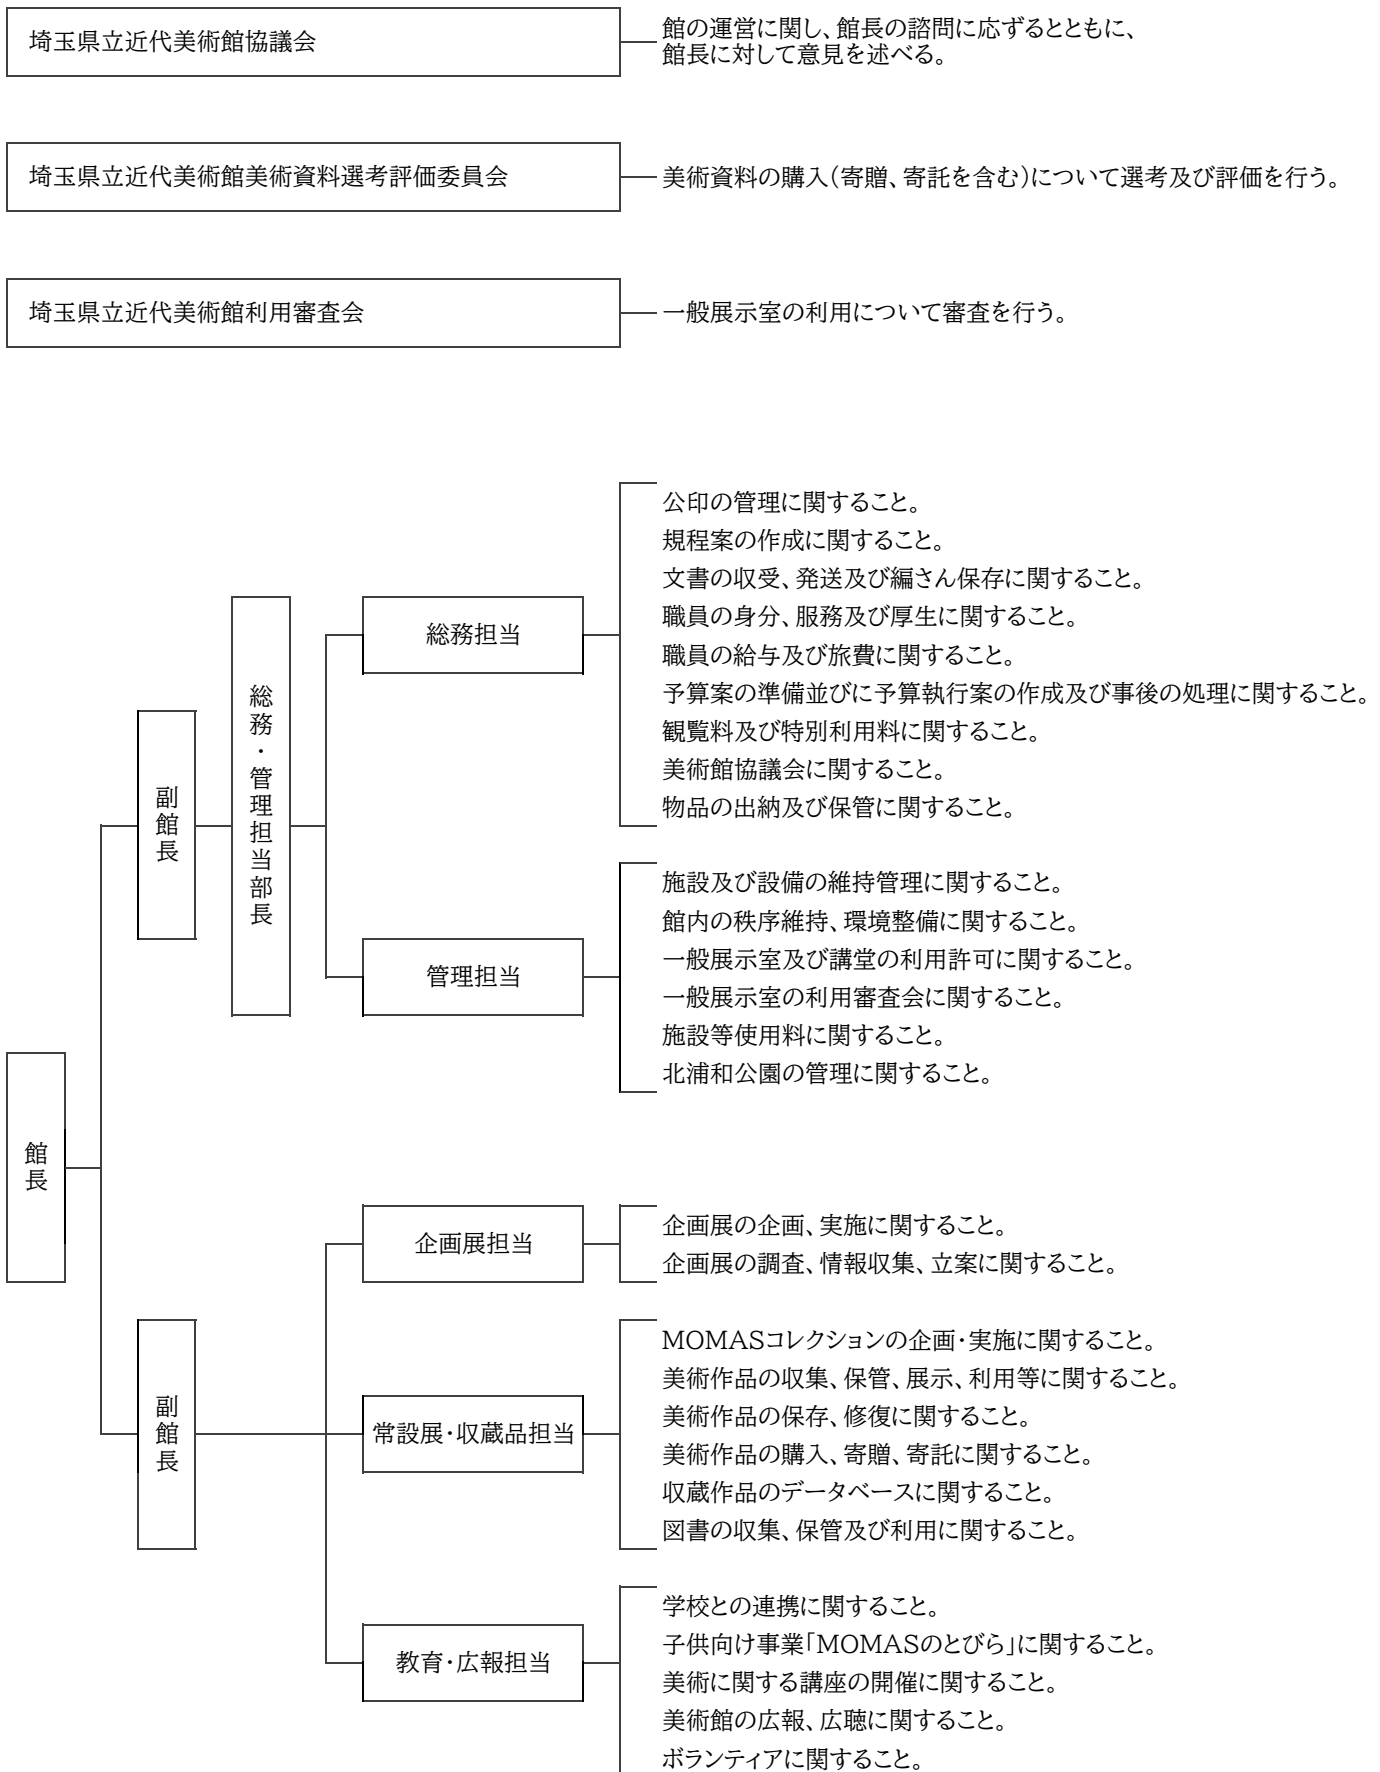 埼玉県立近代美術館協議会
館の運営に関し、館長の諮問に応ずるとともに、
館長に対して意見を述べる。
埼玉県立近代美術館美術資料選考評価委員会
美術資料の購入（寄贈、寄託を含む）について選考及び評価を行う。
埼玉県立近代美術館利用審査会
一般展示室の利用について審査を行う。
館長
副館長
総務・管理担当部長
総務担当
公印の管理に関すること。
規程案の作成に関すること。
文書の収受、発送及び編さん保存に関すること。
職員の身分、服務及び厚生に関すること。
職員の給与及び旅費に関すること。
予算案の準備並びに予算執行案の作成及び事後の処理に関すること。
観覧料及び特別利用料に関すること。
美術館協議会に関すること。
物品の出納及び保管に関すること。
管理担当
施設及び設備の維持管理に関すること。
館内の秩序維持、環境整備に関すること。
一般展示室及び講堂の利用許可に関すること。
一般展示室の利用審査会に関すること。
施設等使用料に関すること。
北浦和公園の管理に関すること。
副館長
企画展担当
企画展の企画、実施に関すること。
企画展の調査、情報収集、立案に関すること。
常設展・収蔵品担当
MOMASコレクションの企画・実施に関すること。
美術作品の収集、保管、展示、利用等に関すること。
美術作品の保存、修復に関すること。
美術作品の購入、寄贈、寄託に関すること。
収蔵作品のデータベースに関すること。
図書の収集、保管及び利用に関すること。
教育・広報担当
学校との連携に関すること。
子供向け事業「MOMASのとびら」に関すること。
美術に関する講座の開催に関すること。
美術館の広報、広聴に関すること。
ボランティアに関すること。